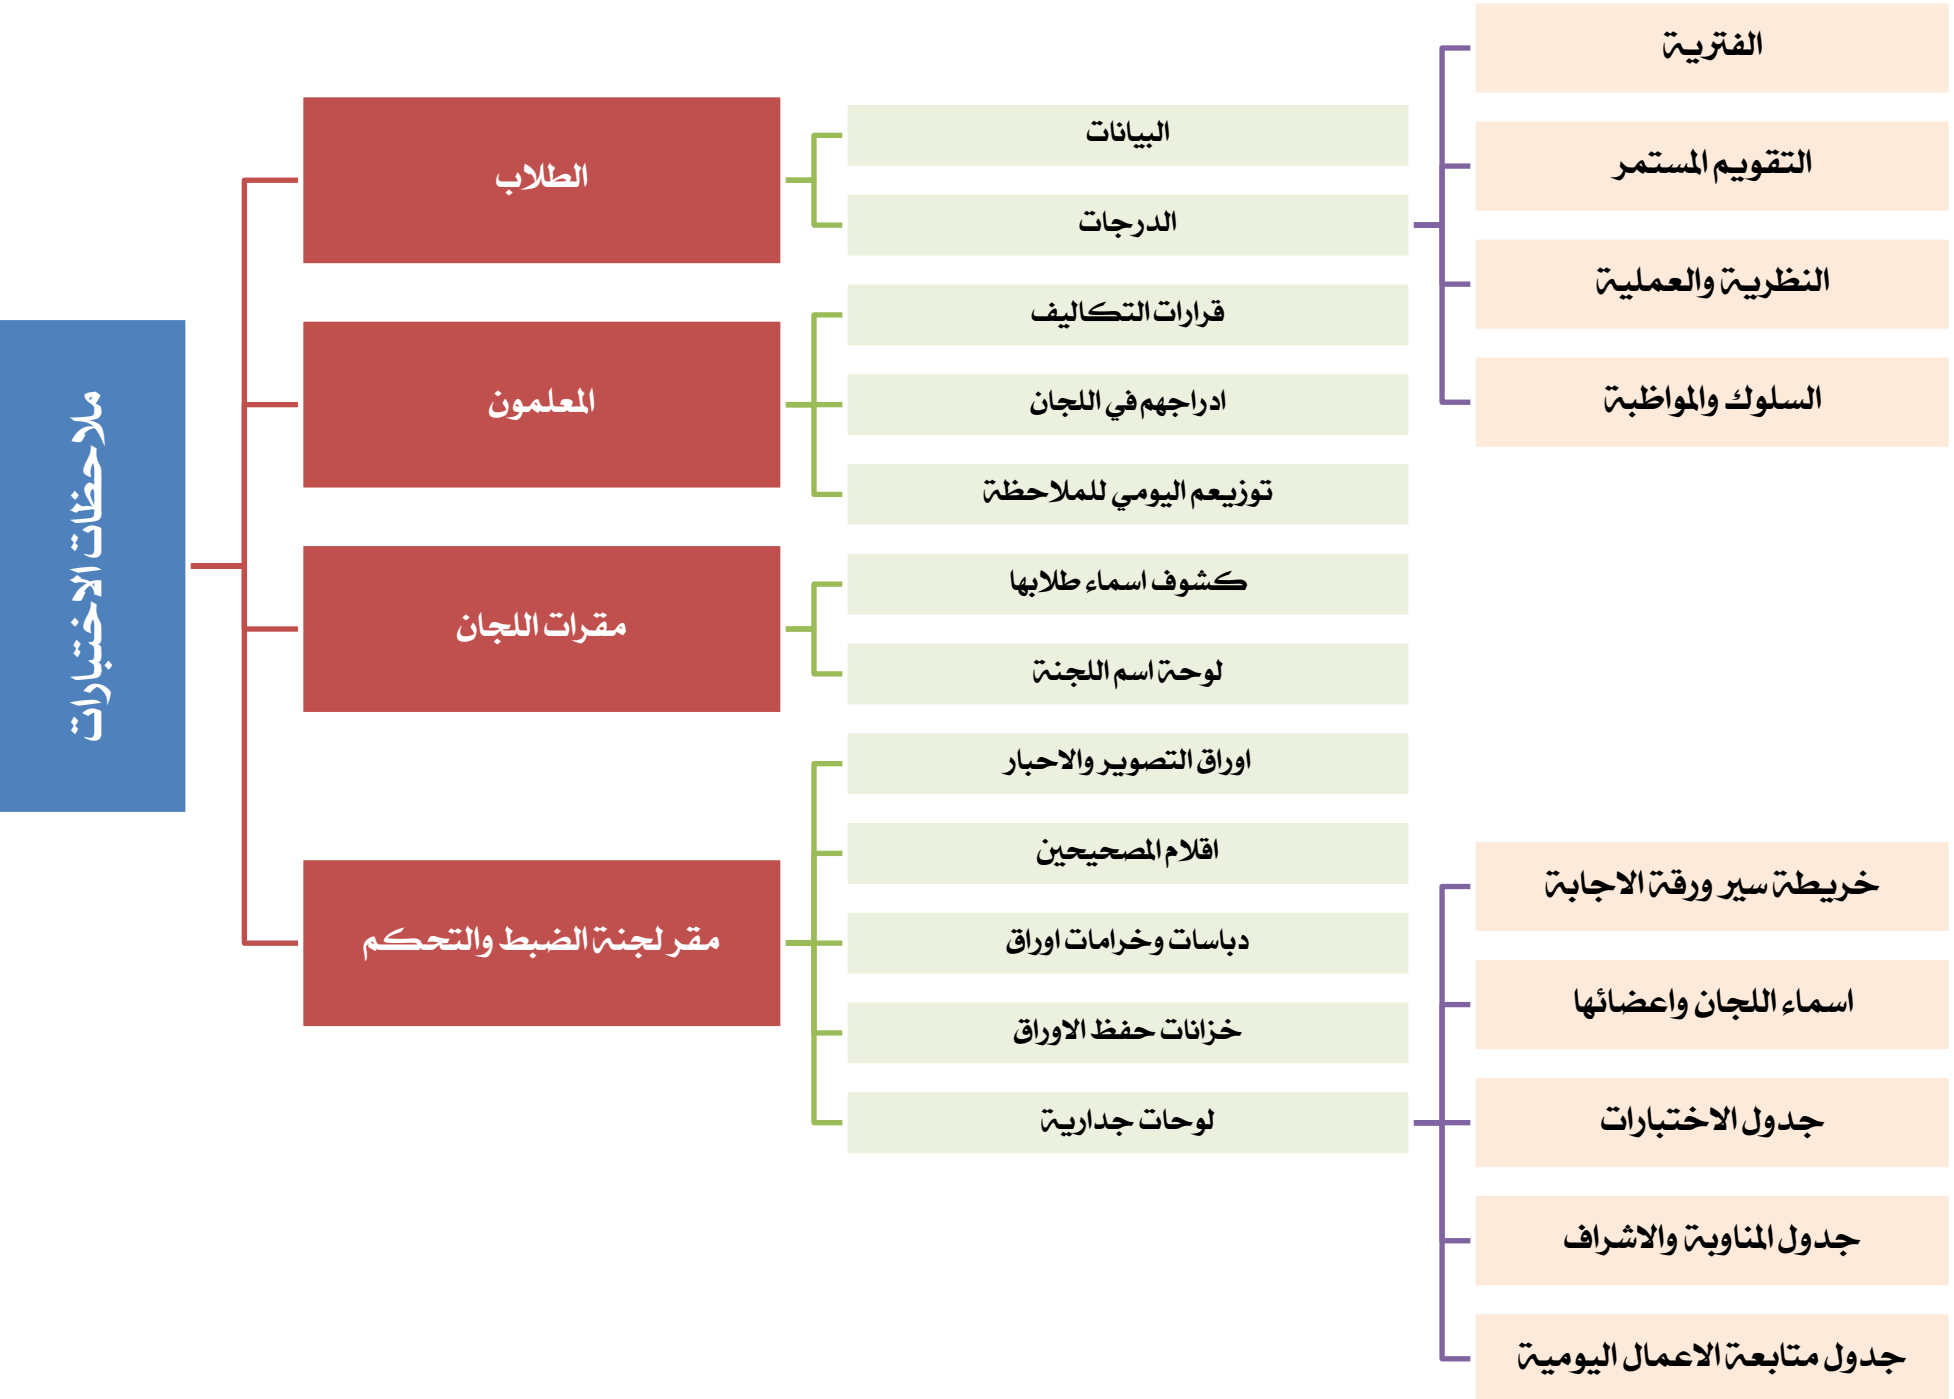 ملاحظات الاختبارات
الطلاب
البيانات
الدرجات
الفترية
التقويم المستمر
النظرية والعملية
السلوك والمواظبة
المعلمون
قرارات التكاليف
ادراجهم في اللجان
توزيعم اليومي للملاحظة
مقرات اللجان
كشوف اسماء طلابها
لوحة اسم اللجنة
مقر لجنة الضبط والتحكم
اوراق التصوير والاحبار
اقلام المصحيحين
دباسات وخرامات اوراق
خزانات حفظ الاوراق
لوحات جدارية
خريطة سير ورقة الاجابة
اسماء اللجان واعضائها
جدول الاختبارات
جدول المناوبة والاشراف
جدول متابعة الاعمال اليومية